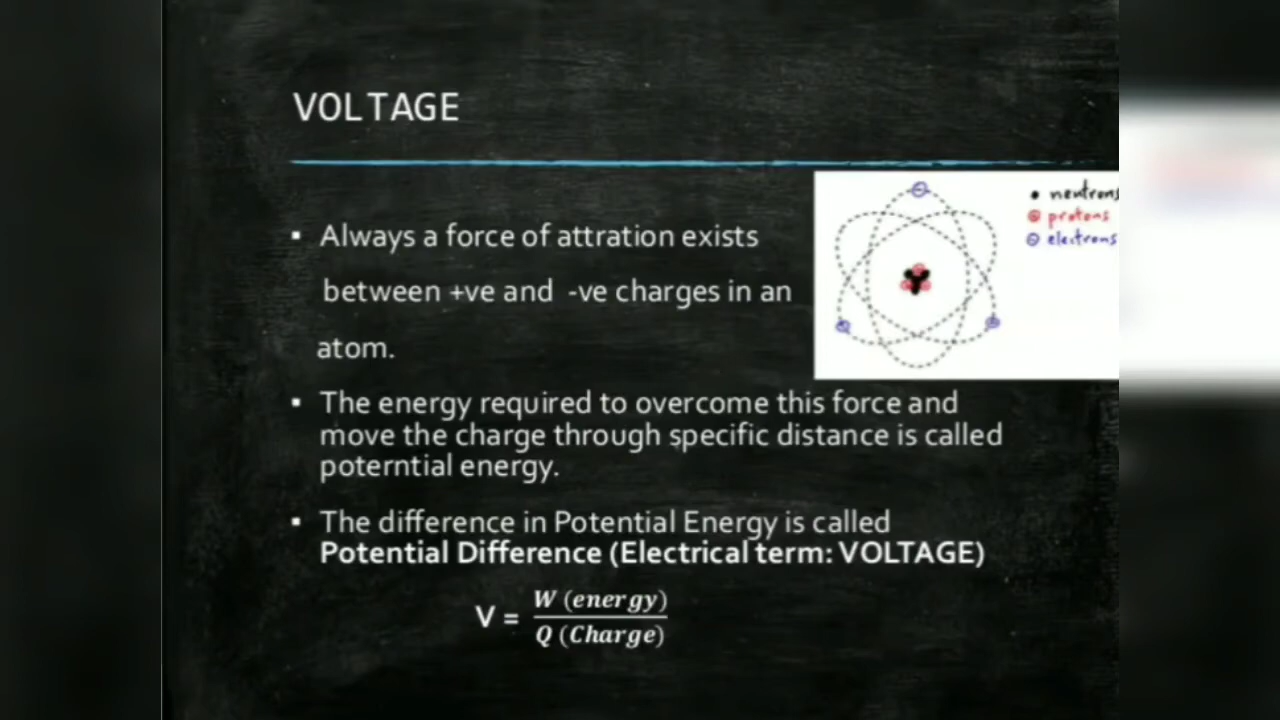 VOLTAGE
neutrons
protons
electrons
▪ Always a force of attration exists
between +ve and -ve charges in an
atom.
▪ The energy required to overcome this force and
move the charge through specific distance is called
poterntial energy.
▪ The difference in Potential Energy is called
Potential Difference (Electrical term: VOLTAGE)
V = W (energy)
Q (Charge)